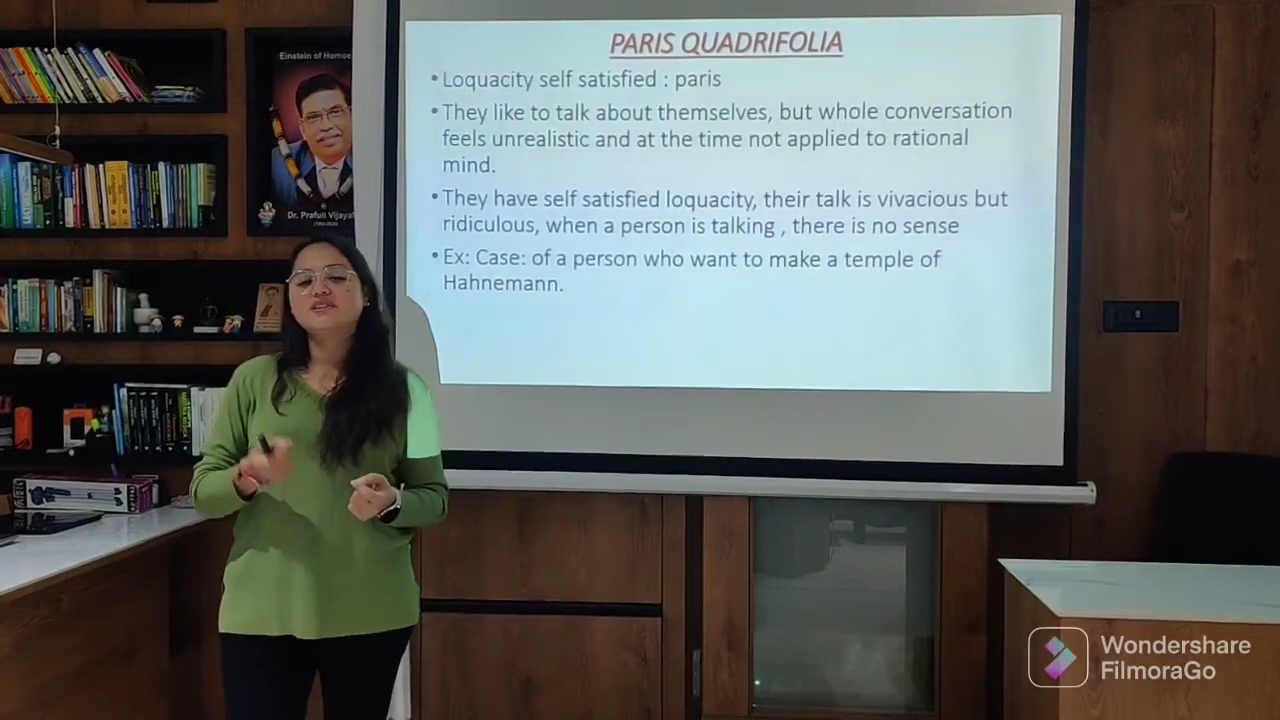 PARIS QUADRIFOLIA
•Loquacity self satisfied : paris
•They like to talk about themselves, but whole conversation
feels unrealistic and at the time not applied to rational
mind.
•They have self satisfied loquacity, their talk is vivacious but
ridiculous, when a person is talking , there is no sense
•Ex: Case: of a person who want to make a temple of
Hahnemann.
Einstein of Homoe
Dr. Prafull Vijaya
Wondershare
FilmoraGo